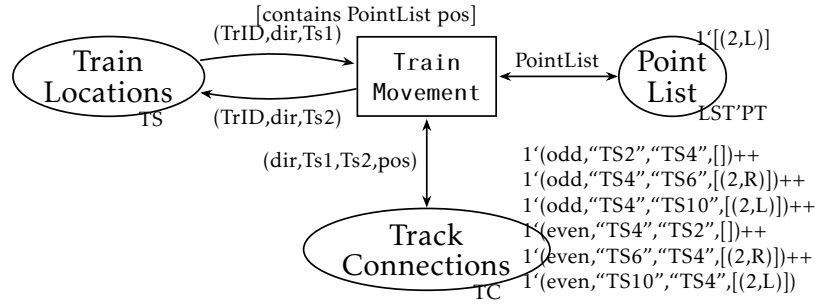 [contains PointList pos]
(TrID,dir,Ts1)
Train
Locations
TS
(TrID,dir,Ts2)
Train
Movement
PointList
1‘[(2,L)]
Point
List
LST’PT
(dir,Ts1,Ts2,pos)
Track
Connections
TC
1‘(odd,“TS2”,“TS4”,[])++
1‘(odd,“TS4”,“TS6”,[(2,R)])++
1‘(odd,“TS4”,“TS10”,[(2,L)])++
1‘(even,“TS4”,“TS2”,[])++
1‘(even,“TS6”,“TS4”,[(2,R)])++
1‘(even,“TS10”,“TS4”,[(2,L)])